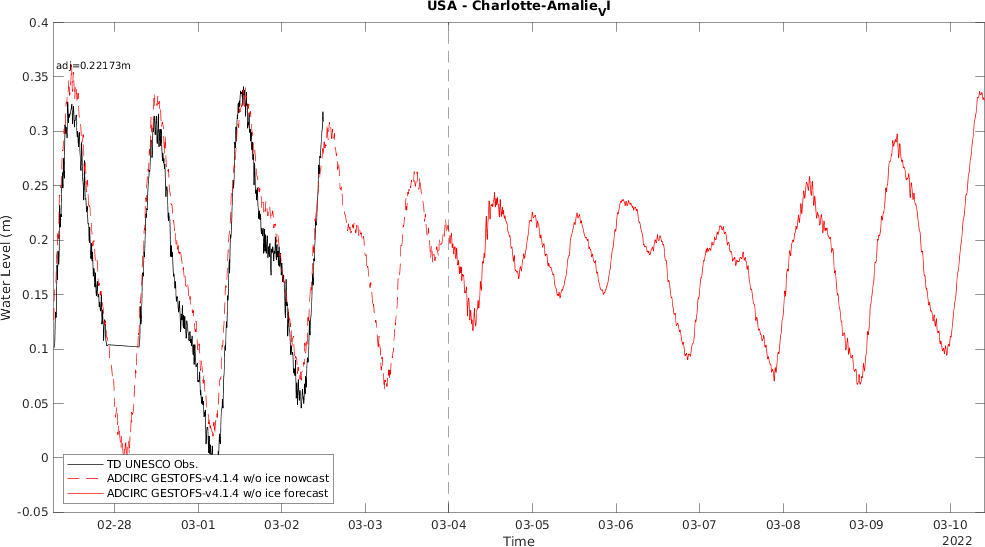 USA - Charlotte-AmalieVI
0.4
adj=0.22173m
0.35
0.3
0.25
0.2
0.15
0.1
0.05
0
-0.05
Water Level (m)
TD UNESCO Obs.
ADCIRC GESTOFS-v4.1.4 w/o ice nowcast
ADCIRC GESTOFS-v4.1.4 w/o ice forecast
02-28 03-01 03-02 03-03 03-04 03-05 03-06 03-07 03-08 03-09 03-10
Time
2022